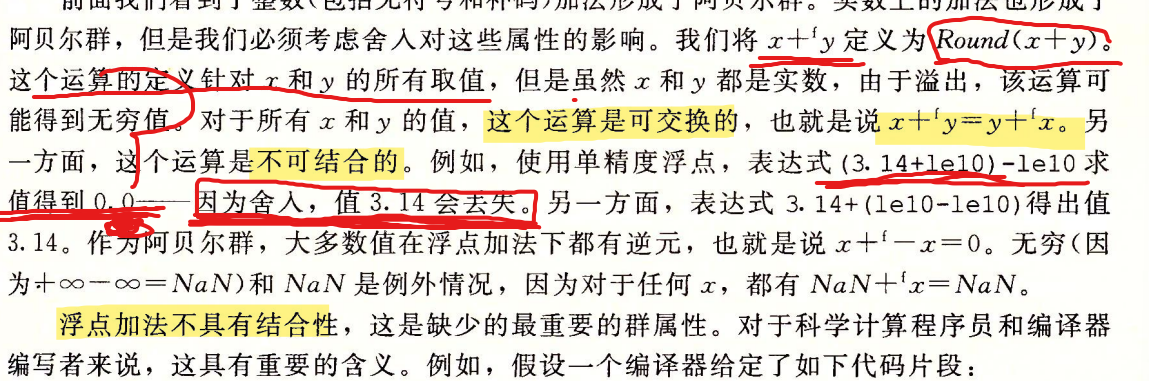 前面我们看到了整数(包括无符号和补码)加法形成了阿贝尔群。实数上的加法也形成了
阿贝尔群，但是我们必须考虑舍入对这些属性的影响。我们将 x+ᶠy 定义为 Round(x+y)。
这个运算的定义针对 x 和 y 的所有取值，但是虽然 x 和 y 都是实数，由于溢出，该运算可
能得到无穷值。对于所有 x 和 y 的值，这个运算是可交换的，也就是说 x+ᶠy=y+ᶠx。另
一方面，这个运算是不可结合的。例如，使用单精度浮点，表达式 (3.14+1e10)-1e10 求
值得到 0.0——因为舍入，值 3.14 会丢失。另一方面，表达式 3.14+(1e10-1e10)得出值
3.14。作为阿贝尔群，大多数值在浮点加法下都有逆元，也就是说 x+ᶠ-x=0。无穷(因
为+∞-∞=NaN)和 NaN 是例外情况，因为对于任何 x，都有 NaN+ᶠx=NaN。
浮点加法不具有结合性，这是缺少的最重要的群属性。对于科学计算程序员和编译器
编写者来说，这具有重要的含义。例如，假设一个编译器给定了如下代码片段：